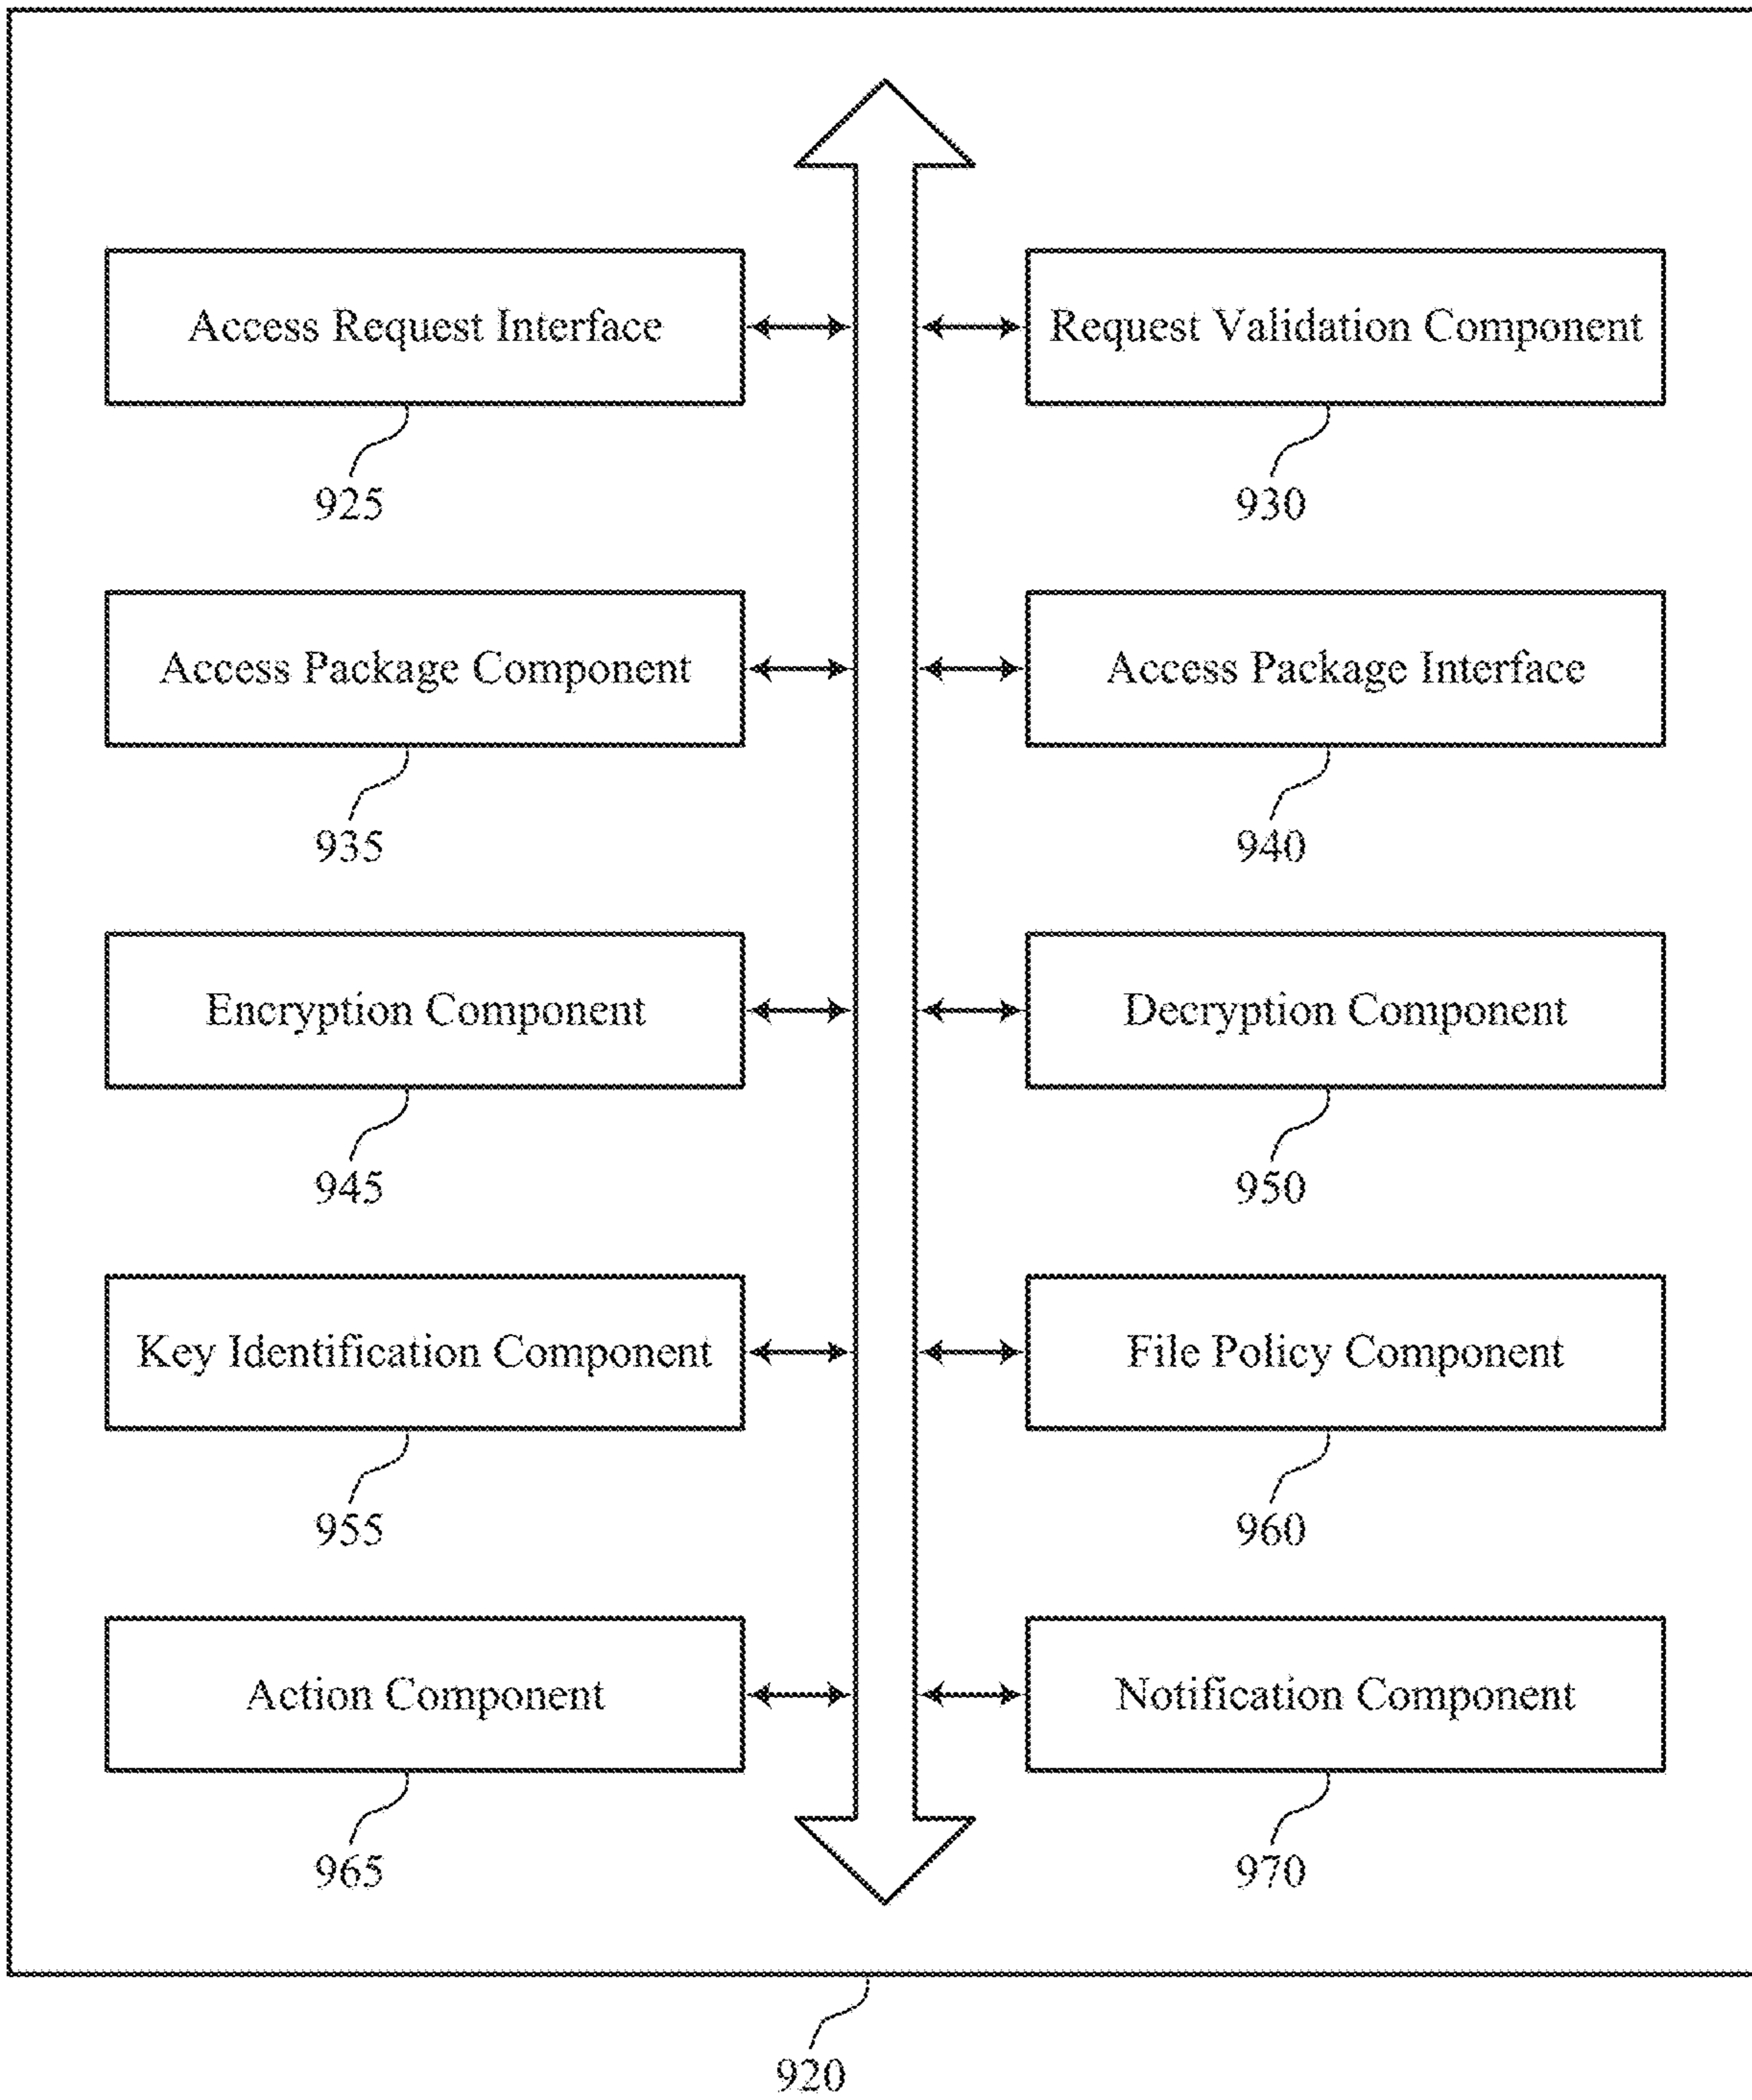 Access Request Interface
Request Validation Component
925
930
Access Package Component
Access Package Interface
935
940
Encryption Component
Decryption Component
945
950
Key Identification Component
File Policy Component
955
960
Action Component
Notification Component
965
970
920